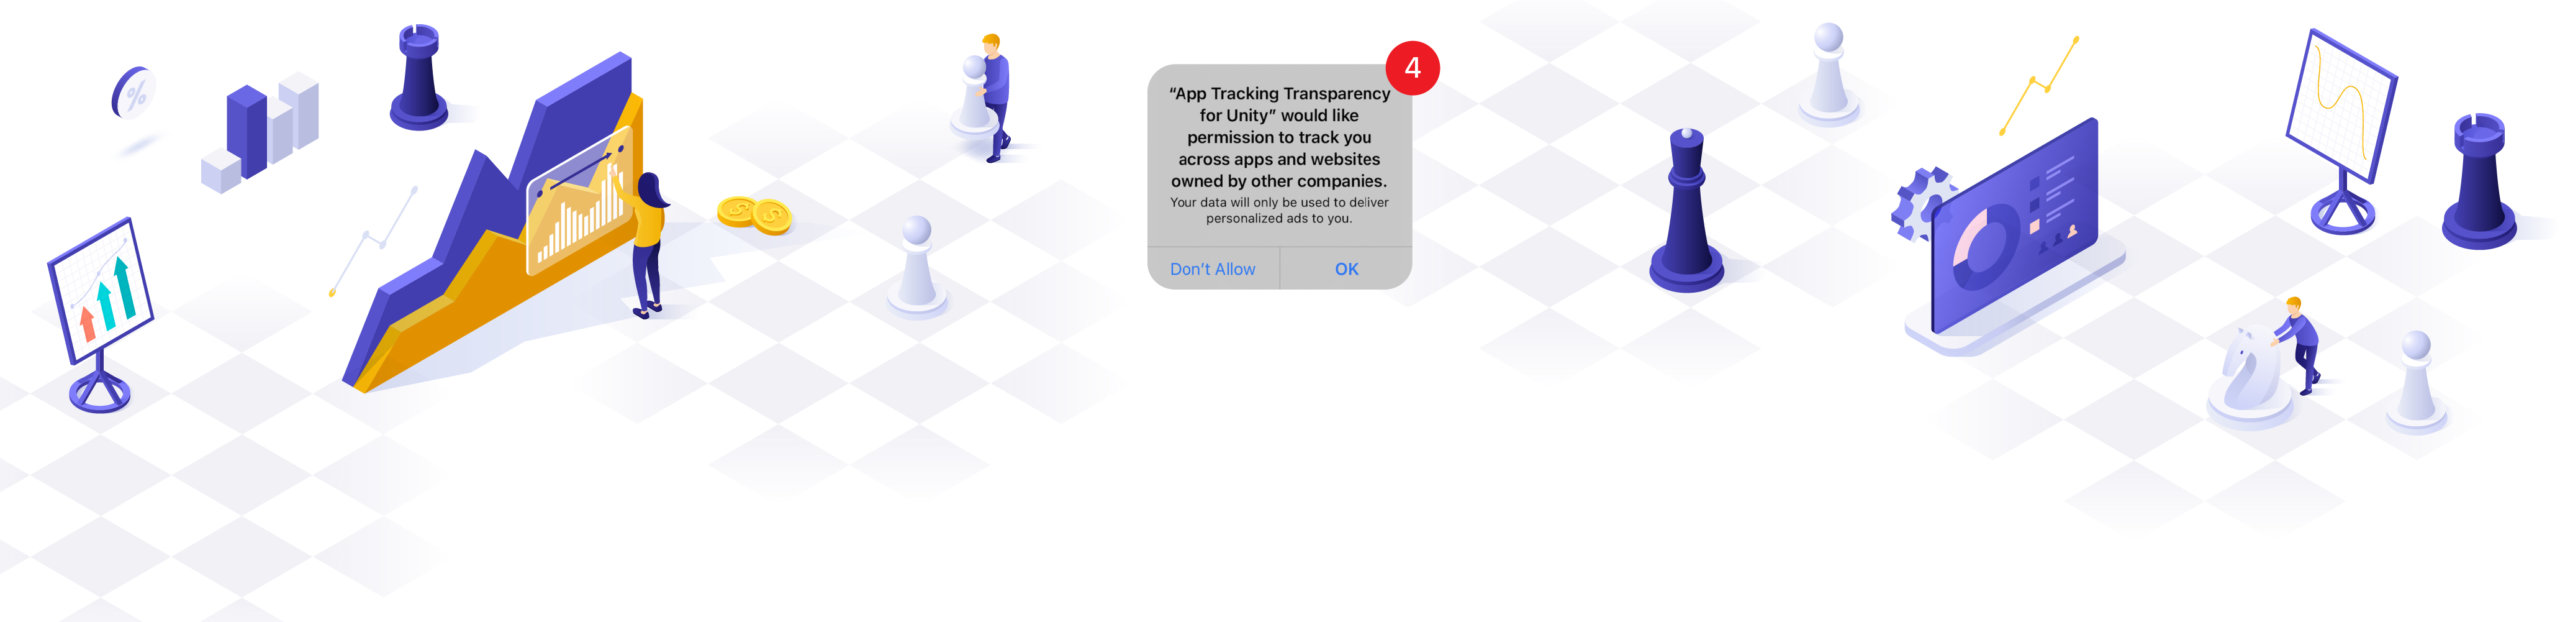 %
4
“App Tracking Transparency
for Unity” would like
permission to track you
across apps and websites
owned by other companies.
Your data will only be used to deliver
personalized ads to you.
Don’t Allow
OK
$ $